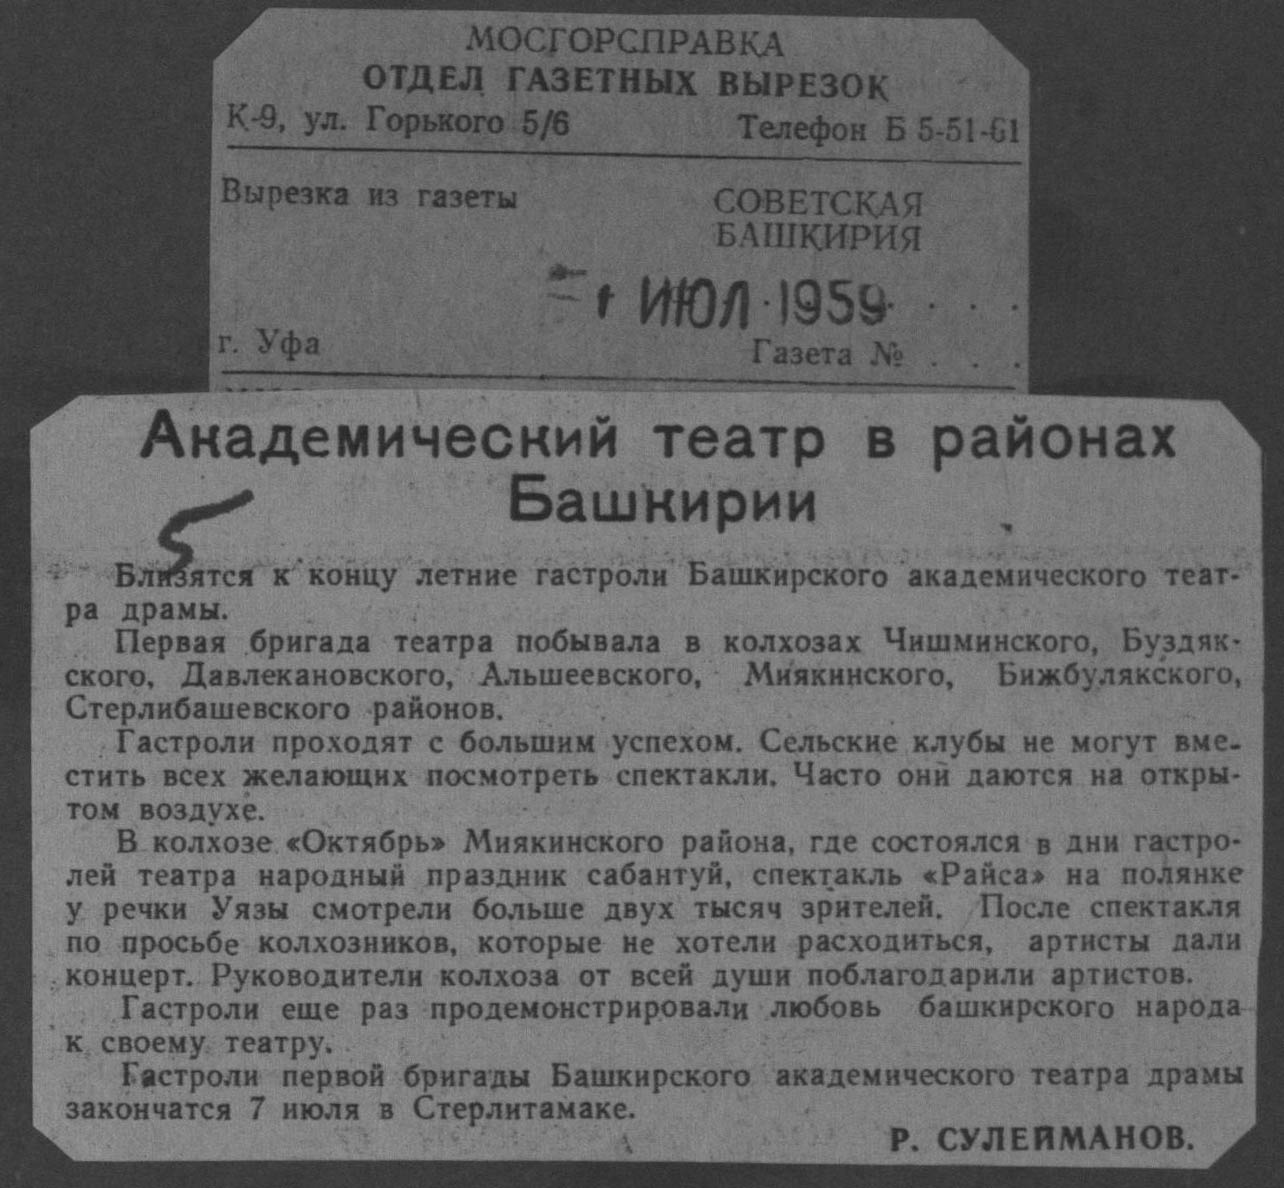 МОСГОРСПРАВКА
ОТДЕЛ ГАЗЕТНЫХ ВЫРЕЗОК
К-9, ул. Горького 5/6 Телефон Б 5-51-61
Вырезка из газеты СОВЕТСКАЯ
БАШКИРИЯ
1 ИЮЛ 1959 . . .
г. Уфа Газета № . . .
Академический театр в районах
Башкирии
5
Близятся к концу летние гастроли Башкирского академического теат-
ра драмы.
Первая бригада театра побывала в колхозах Чишминского, Буздяк-
ского, Давлекановского, Альшеевского, Миякинского, Бижбулякского,
Стерлибашевского районов.
Гастроли проходят с большим успехом. Сельские клубы не могут вме-
стить всех желающих посмотреть спектакли. Часто они даются на откры-
том воздухе.
В колхозе «Октябрь» Миякинского района, где состоялся в дни гастро-
лей театра народный праздник сабантуй, спектакль «Райса» на полянке
у речки Уязы смотрели больше двух тысяч зрителей. После спектакля
по просьбе колхозников, которые не хотели расходиться, артисты дали
концерт. Руководители колхоза от всей души поблагодарили артистов.
Гастроли еще раз продемонстрировали любовь башкирского народа
к своему театру.
Гастроли первой бригады Башкирского академического театра драмы
закончатся 7 июля в Стерлитамаке.
Р. СУЛЕЙМАНОВ.